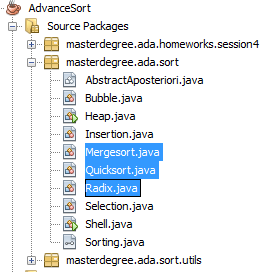 AdvanceSort
Source Packages
masterdegree.ada.homeworks.session4
masterdegree.ada.sort
AbstractAposteriori.java
Bubble.java
Heap.java
Insertion.java
Mergesort.java
Quicksort.java
Radix.java
Selection.java
Shell.java
Sorting.java
masterdegree.ada.sort.utils